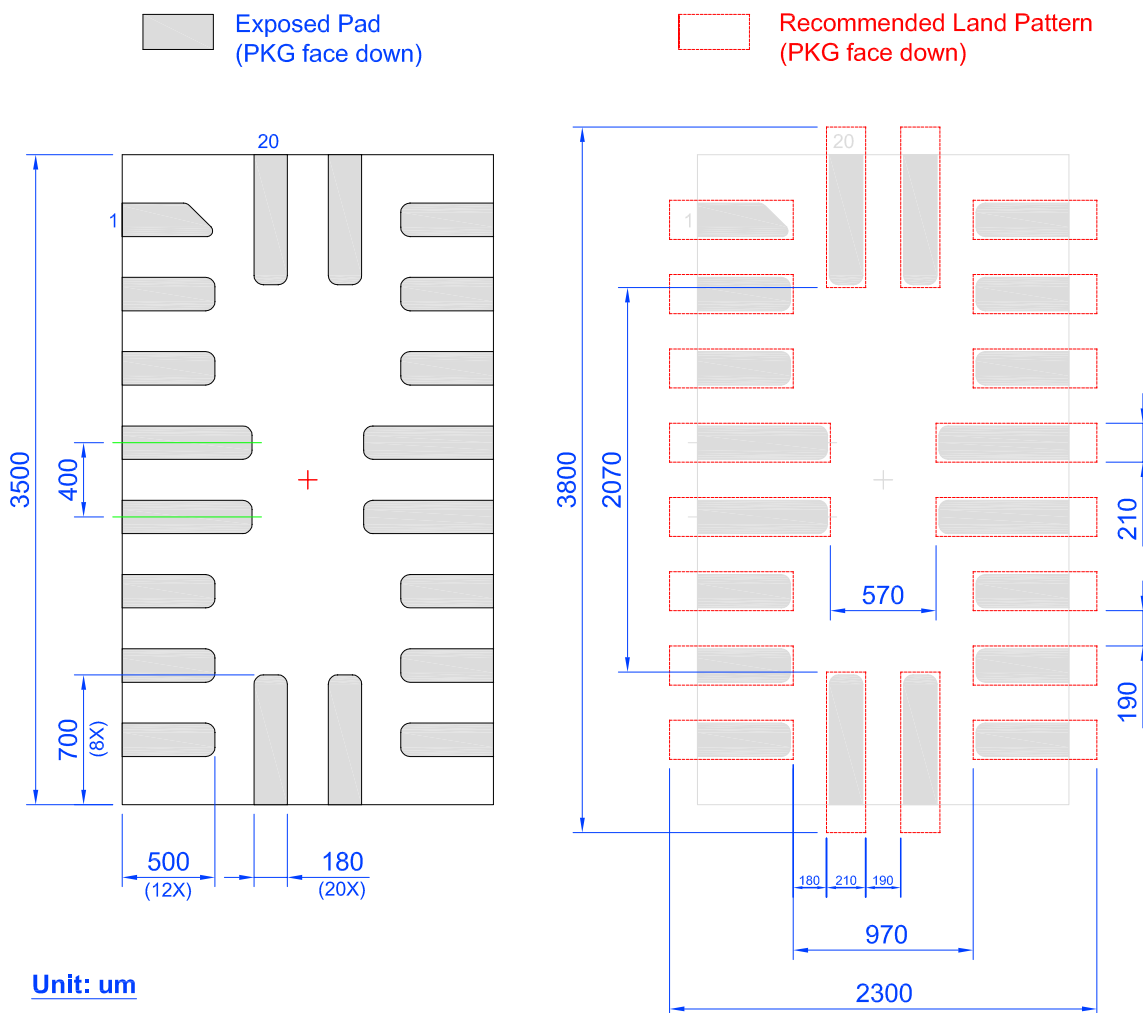 Exposed Pad
(PKG face down)
Recommended Land Pattern
(PKG face down)
20
20
1
1
3500
400
3800
2070
210
570
700
(8X)
190
500
(12X)
180
(20X)
180
210
190
970
Unit: um
2300